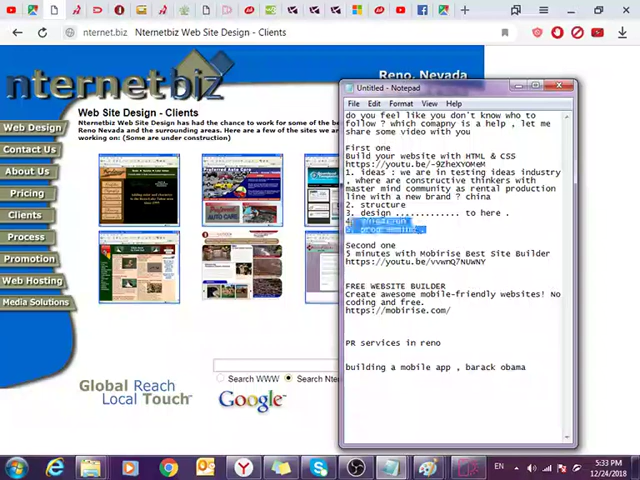 nternet.biz   Nternetbiz Web Site Design - Clients
nternetbiz
Reno, Nevada
Web Site Design - Clients
Nternetbiz Web Site Design has had the chance to work for some of the be
Reno Nevada and the surrounding areas. Here are a few of the sites we ar
working on: (Some are under construction)
Web Design
Contact Us
About Us
Pricing
Clients
Process
Promotion
Web Hosting
Media Solutions
Global Reach
Local Touch
Search WWW
Search Nter
Google
Untitled - Notepad
File Edit Format View Help
do you feel like you don't know who to
follow ? which comapny is a help , let me
share some video with you
First one
Build your website with HTML & CSS
https://youtu.be/-9ZheXYOMeM
1. ideas : we are in testing ideas industry
, where are constructive thinkers with
master mind community as rental production
line with a new brand ? china
2. structure
3. design ............. to here .
5. programming .
Second one
5 minutes with Mobirise Best Site Builder
https://youtu.be/vvwnQ7NUWNY
FREE WEBSITE BUILDER
Create awesome mobile-friendly websites! No
coding and free.
https://mobirise.com/
PR services in reno
building a mobile app , barack obama
EN
5:33 PM
12/24/2018